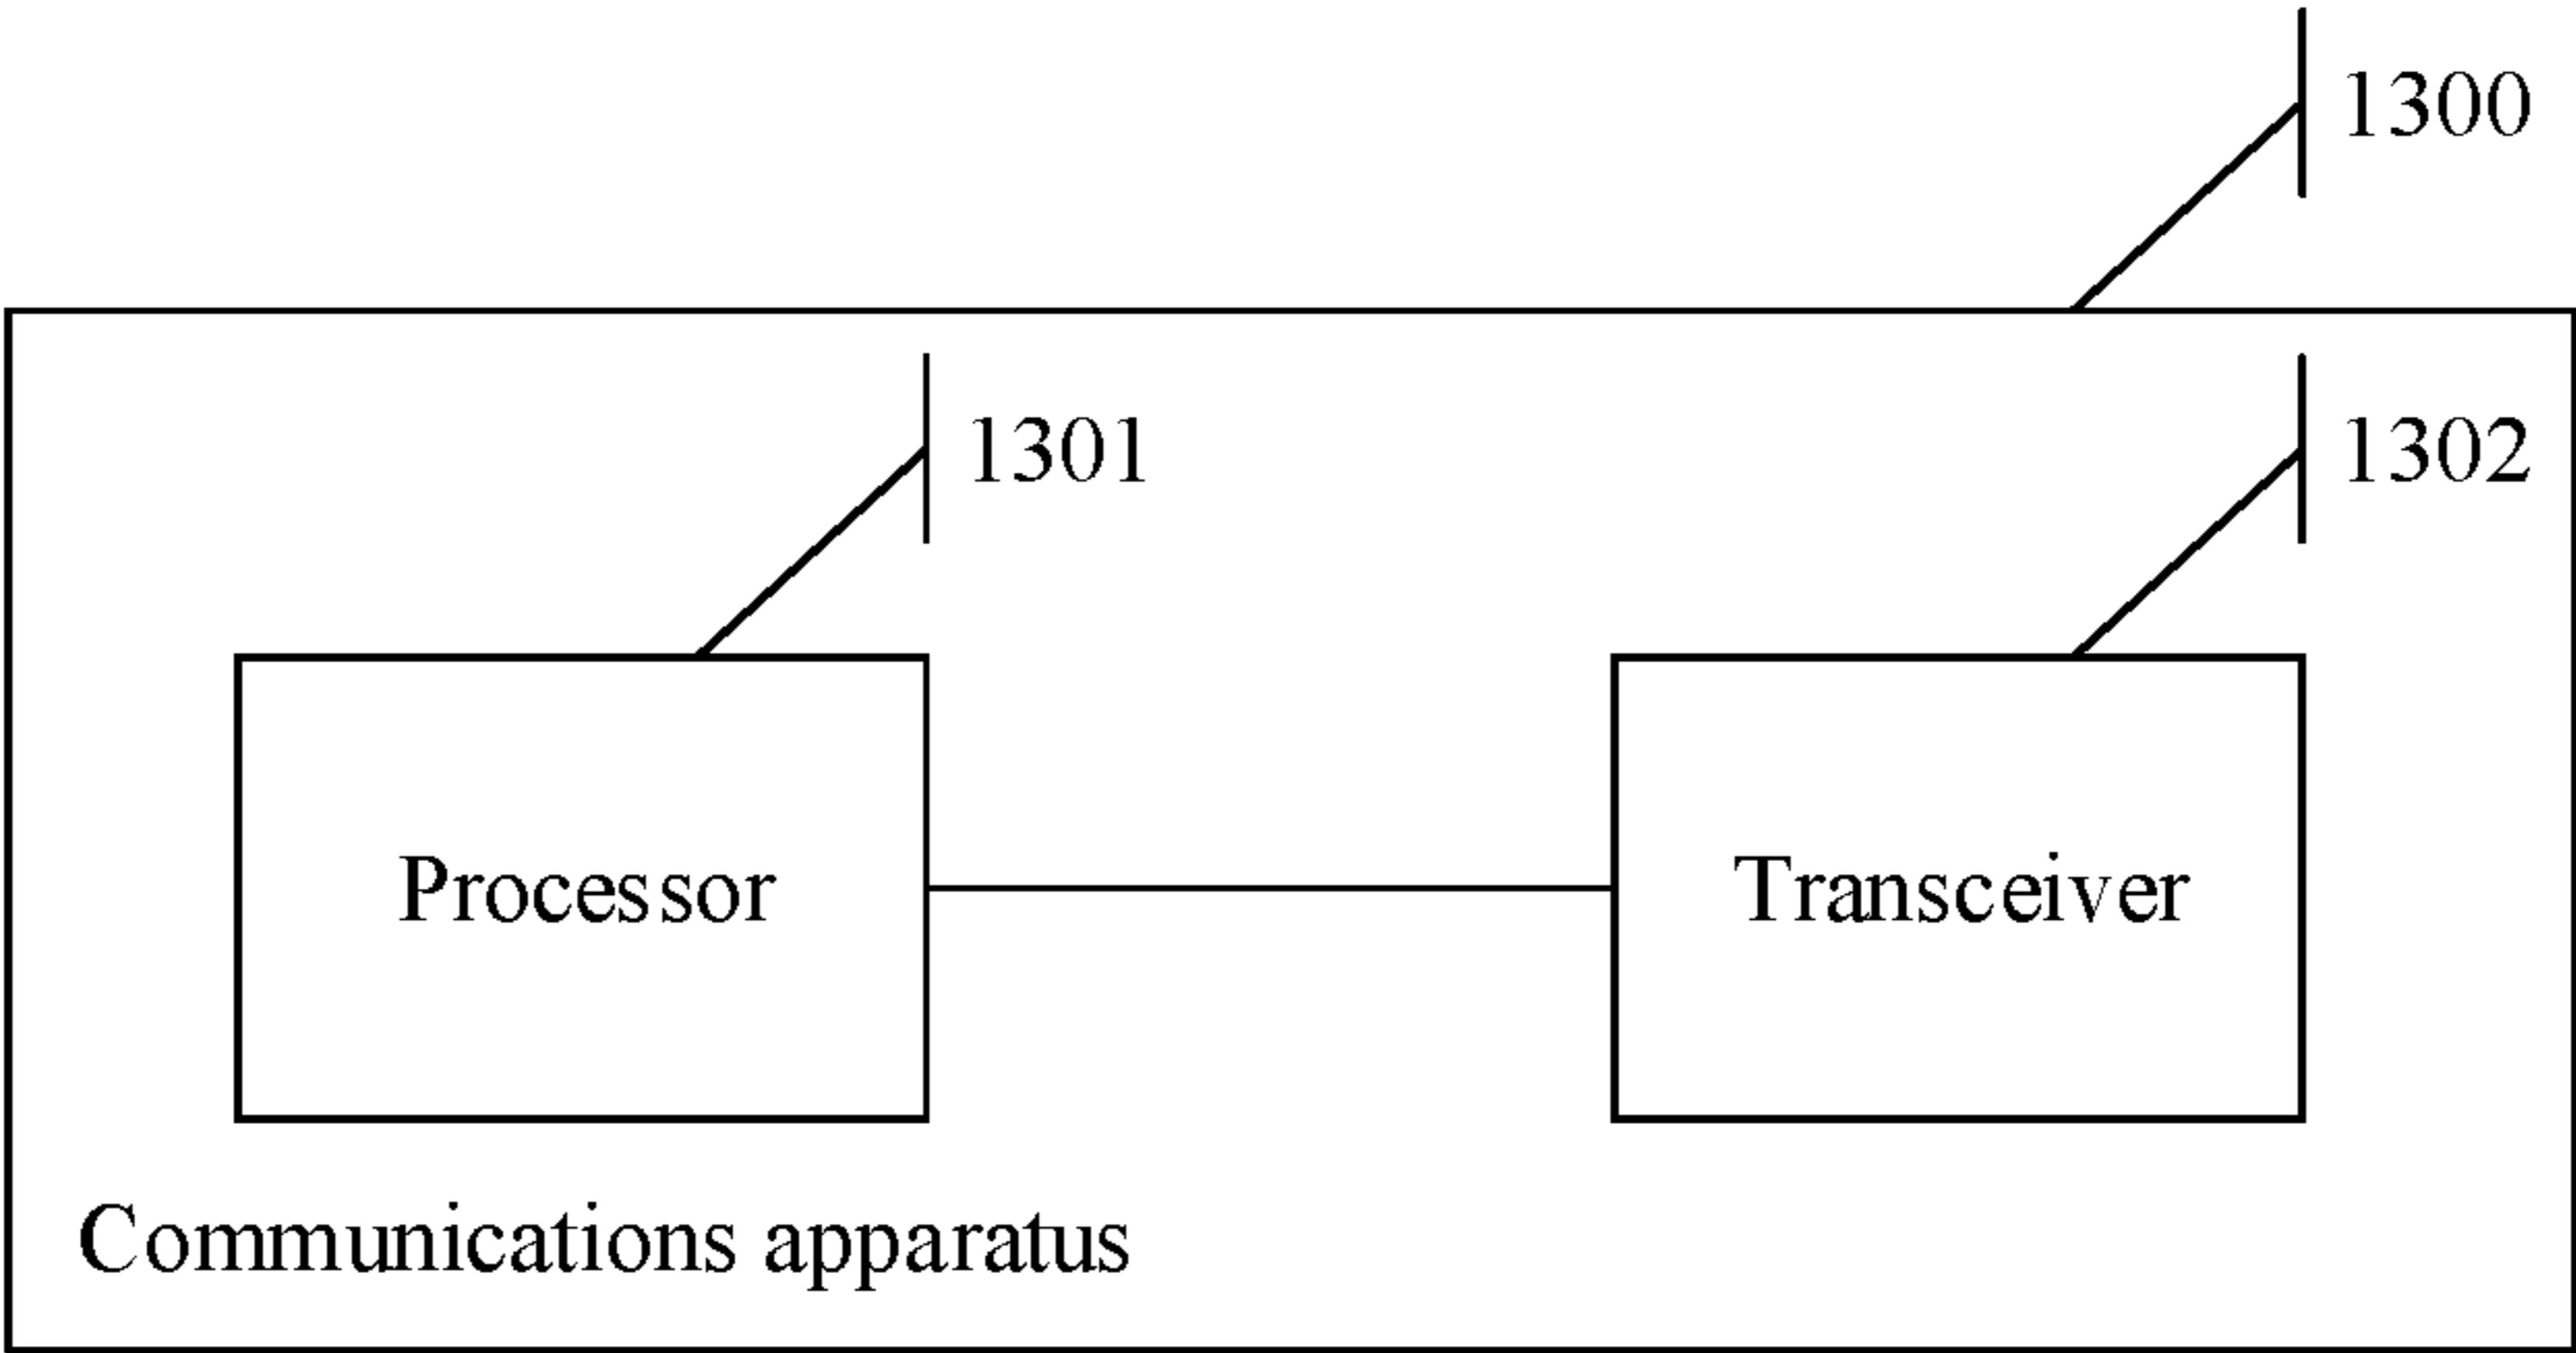 1300
1301
1302
Processor
Transceiver
Communications apparatus